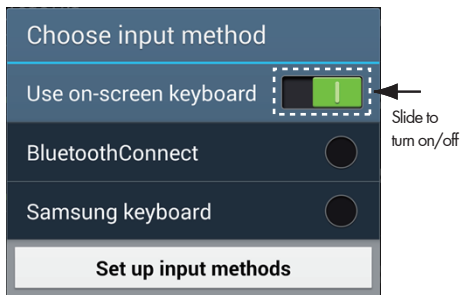 Choose input method
Use on-screen keyboard
Slide to
turn on/off
BluetoothConnect
Samsung keyboard
Set up input methods